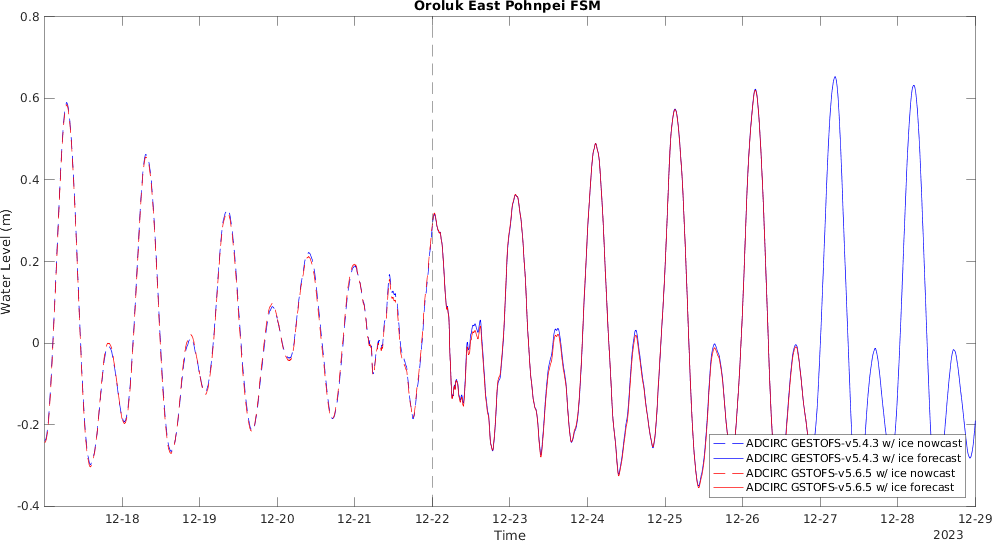 Oroluk East Pohnpei FSM
0.8
0.6
0.4
0.2
0
-0.2
-0.4
Water Level (m)
ADCIRC GESTOFS-v5.4.3 w/ ice nowcast
ADCIRC GESTOFS-v5.4.3 w/ ice forecast
ADCIRC GSTOFS-v5.6.5 w/ ice nowcast
ADCIRC GSTOFS-v5.6.5 w/ ice forecast
12-18 12-19 12-20 12-21 12-22 12-23 12-24 12-25 12-26 12-27 12-28 12-29
Time
2023